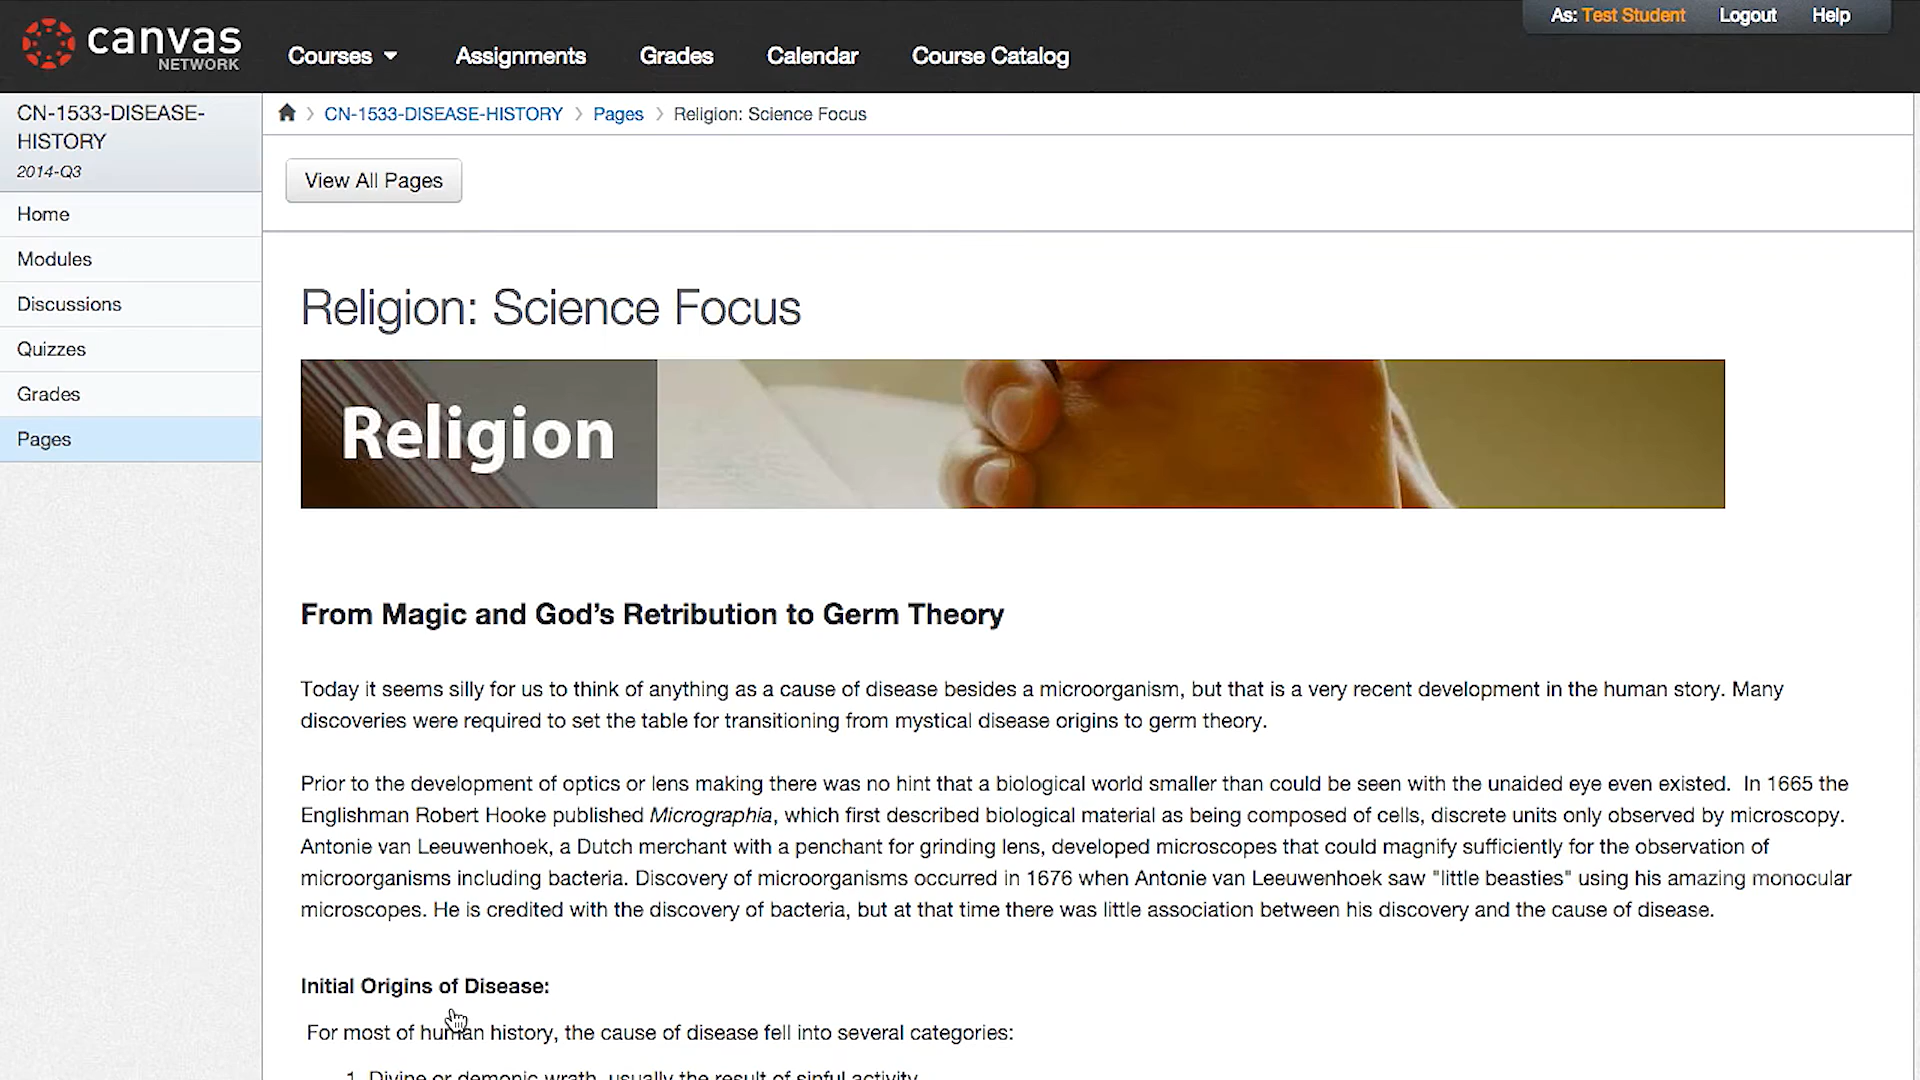 As: Test Student Logout Help
canvas
NETWORK
Courses Assignments Grades Calendar Course Catalog
CN-1533-DISEASE-
HISTORY
2014-Q3
Home
Modules
Discussions
Quizzes
Grades
Pages
CN-1533-DISEASE-HISTORY Pages Religion: Science Focus
View All Pages
Religion: Science Focus
Religion
From Magic and God's Retribution to Germ Theory
Today it seems silly for us to think of anything as a cause of disease besides a microorganism, but that is a very recent development in the human story. Many
discoveries were required to set the table for transitioning from mystical disease origins to germ theory.
Prior to the development of optics or lens making there was no hint that a biological world smaller than could be seen with the unaided eye even existed. In 1665 the
Englishman Robert Hooke published Micrographia, which first described biological material as being composed of cells, discrete units only observed by microscopy.
Antonie van Leeuwenhoek, a Dutch merchant with a penchant for grinding lens, developed microscopes that could magnify sufficiently for the observation of
microorganisms including bacteria. Discovery of microorganisms occurred in 1676 when Antonie van Leeuwenhoek saw "little beasties" using his amazing monocular
microscopes. He is credited with the discovery of bacteria, but at that time there was little association between his discovery and the cause of disease.
Initial Origins of Disease:
For most of human history, the cause of disease fell into several categories:
1. Divine or demonic wrath, usually the result of sinful activity